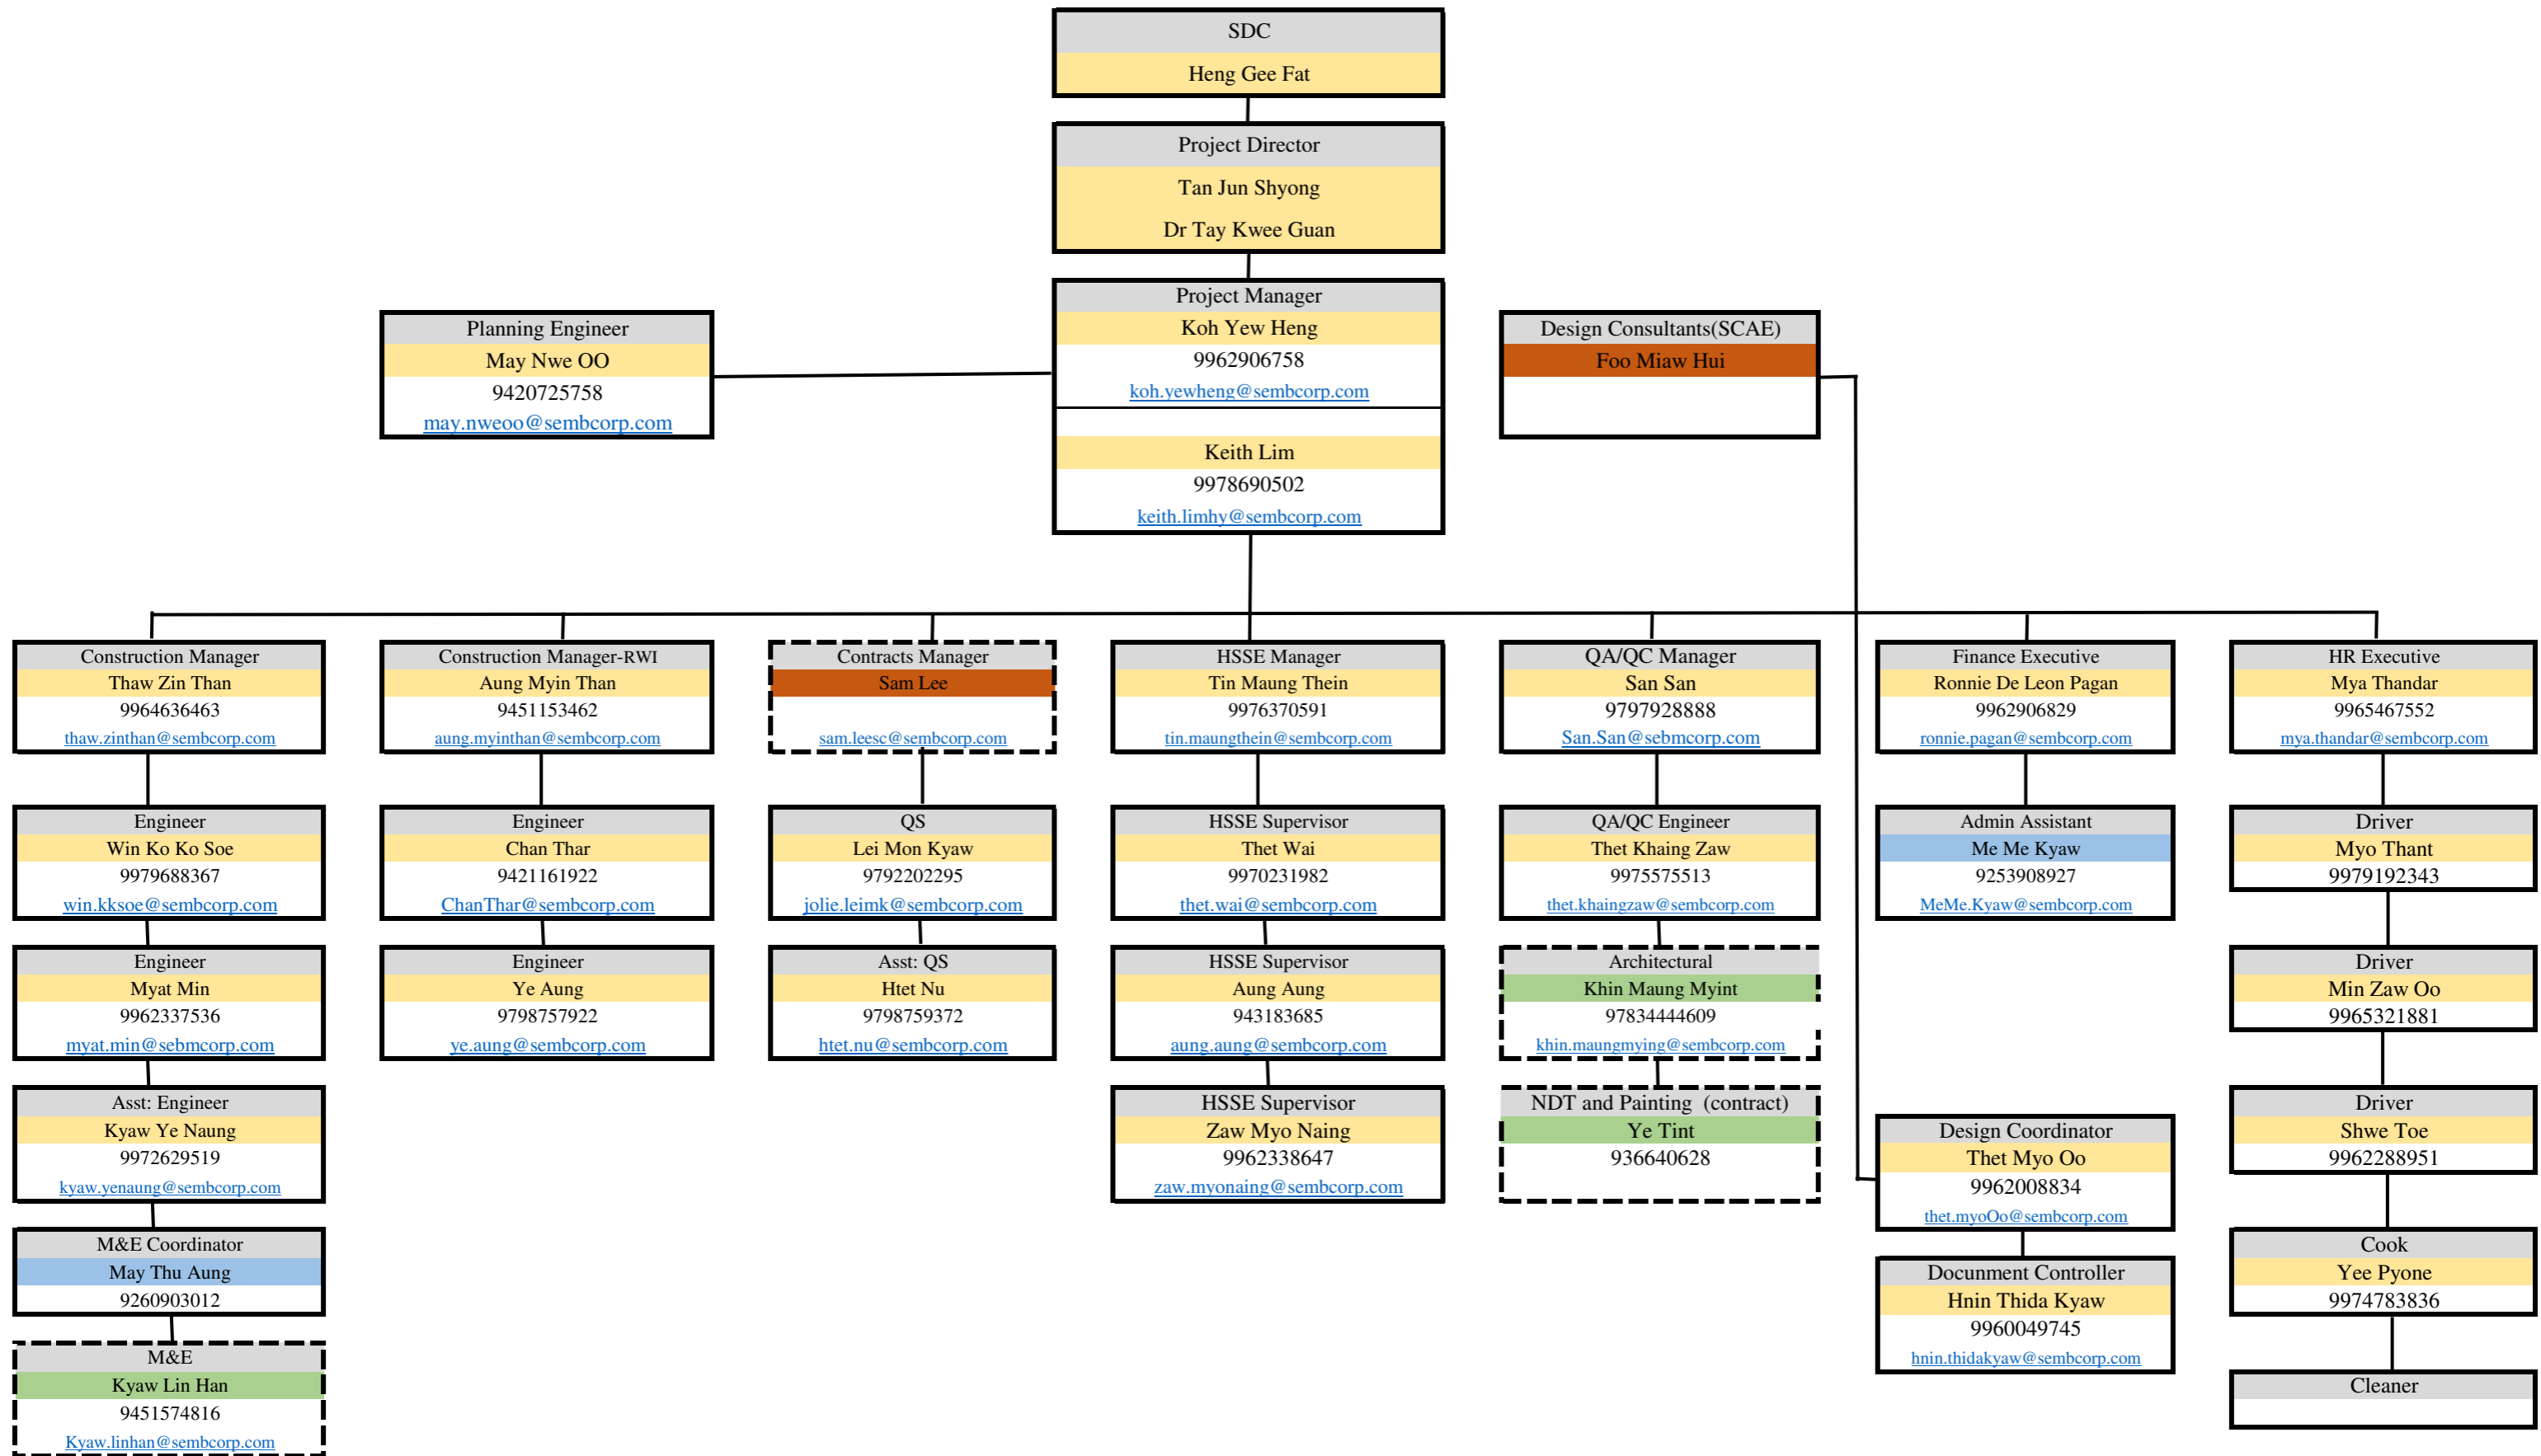 SDC
Heng Gee Fat
Project Director
Tan Jun Shyong
Dr Tay Kwee Guan
Project Manager
Koh Yew Heng
9962906758
koh.yewheng@sembcorp.com
Keith Lim
9978690502
keith.limhy@sembcorp.com
Planning Engineer
May Nwe OO
9420725758
may.nweoo@sembcorp.com
Design Consultants(SCAE)
Foo Miaw Hui
Construction Manager
Thaw Zin Than
9964636463
thaw.zinthan@sembcorp.com
Engineer
Win Ko Ko Soe
9979688367
win.kksoe@sembcorp.com
Engineer
Myat Min
9962337536
myat.min@sebmcorp.com
Asst: Engineer
Kyaw Ye Naung
9972629519
kyaw.yenaung@sembcorp.com
M&E Coordinator
May Thu Aung
9260903012
M&E
Kyaw Lin Han
9451574816
Kyaw.linhan@sembcorp.com
Construction Manager-RWI
Aung Myin Than
9451153462
aung.myinthan@sembcorp.com
Engineer
Chan Thar
9421161922
ChanThar@sembcorp.com
Engineer
Ye Aung
9798757922
ye.aung@sembcorp.com
Contracts Manager
Sam Lee
sam.leesc@sembcorp.com
QS
Lei Mon Kyaw
9792202295
jolie.leimk@sembcorp.com
Asst: QS
Htet Nu
9798759372
htet.nu@sembcorp.com
HSSE Manager
Tin Maung Thein
9976370591
tin.maungthein@sembcorp.com
HSSE Supervisor
Thet Wai
9970231982
thet.wai@sembcorp.com
HSSE Supervisor
Aung Aung
943183685
aung.aung@sembcorp.com
HSSE Supervisor
Zaw Myo Naing
9962338647
zaw.myonaing@sembcorp.com
QA/QC Manager
San San
9797928888
San.San@sebmcorp.com
QA/QC Engineer
Thet Khaing Zaw
9975575513
thet.khaingzaw@sembcorp.com
Architectural
Khin Maung Myint
97834444609
khin.maungmying@sembcorp.com
NDT and Painting (contract)
Ye Tint
936640628
Finance Executive
Ronnie De Leon Pagan
9962906829
ronnie.pagan@sembcorp.com
Admin Assistant
Me Me Kyaw
9253908927
MeMe.Kyaw@sembcorp.com
Design Coordinator
Thet Myo Oo
9962008834
thet.myoOo@sembcorp.com
Docunment Controller
Hnin Thida Kyaw
9960049745
hnin.thidakyaw@sembcorp.com
HR Executive
Mya Thandar
9965467552
mya.thandar@sembcorp.com
Driver
Myo Thant
9979192343
Driver
Min Zaw Oo
9965321881
Driver
Shwe Toe
9962288951
Cook
Yee Pyone
9974783836
Cleaner